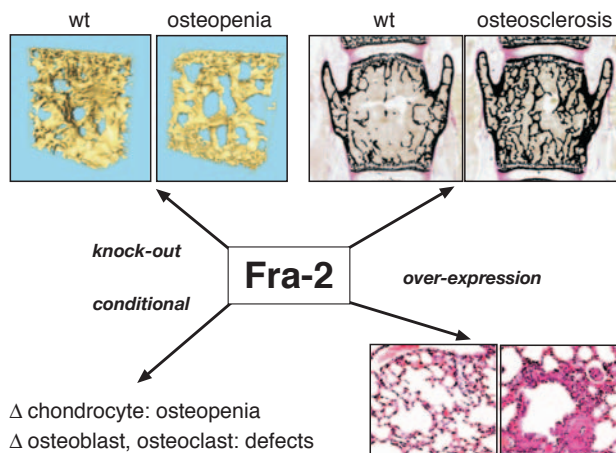 wt osteopenia wt osteosclerosis
knock-out
Fra-2
over-expression
conditional
Δ chondrocyte: osteopenia
Δ osteoblast, osteoclast: defects